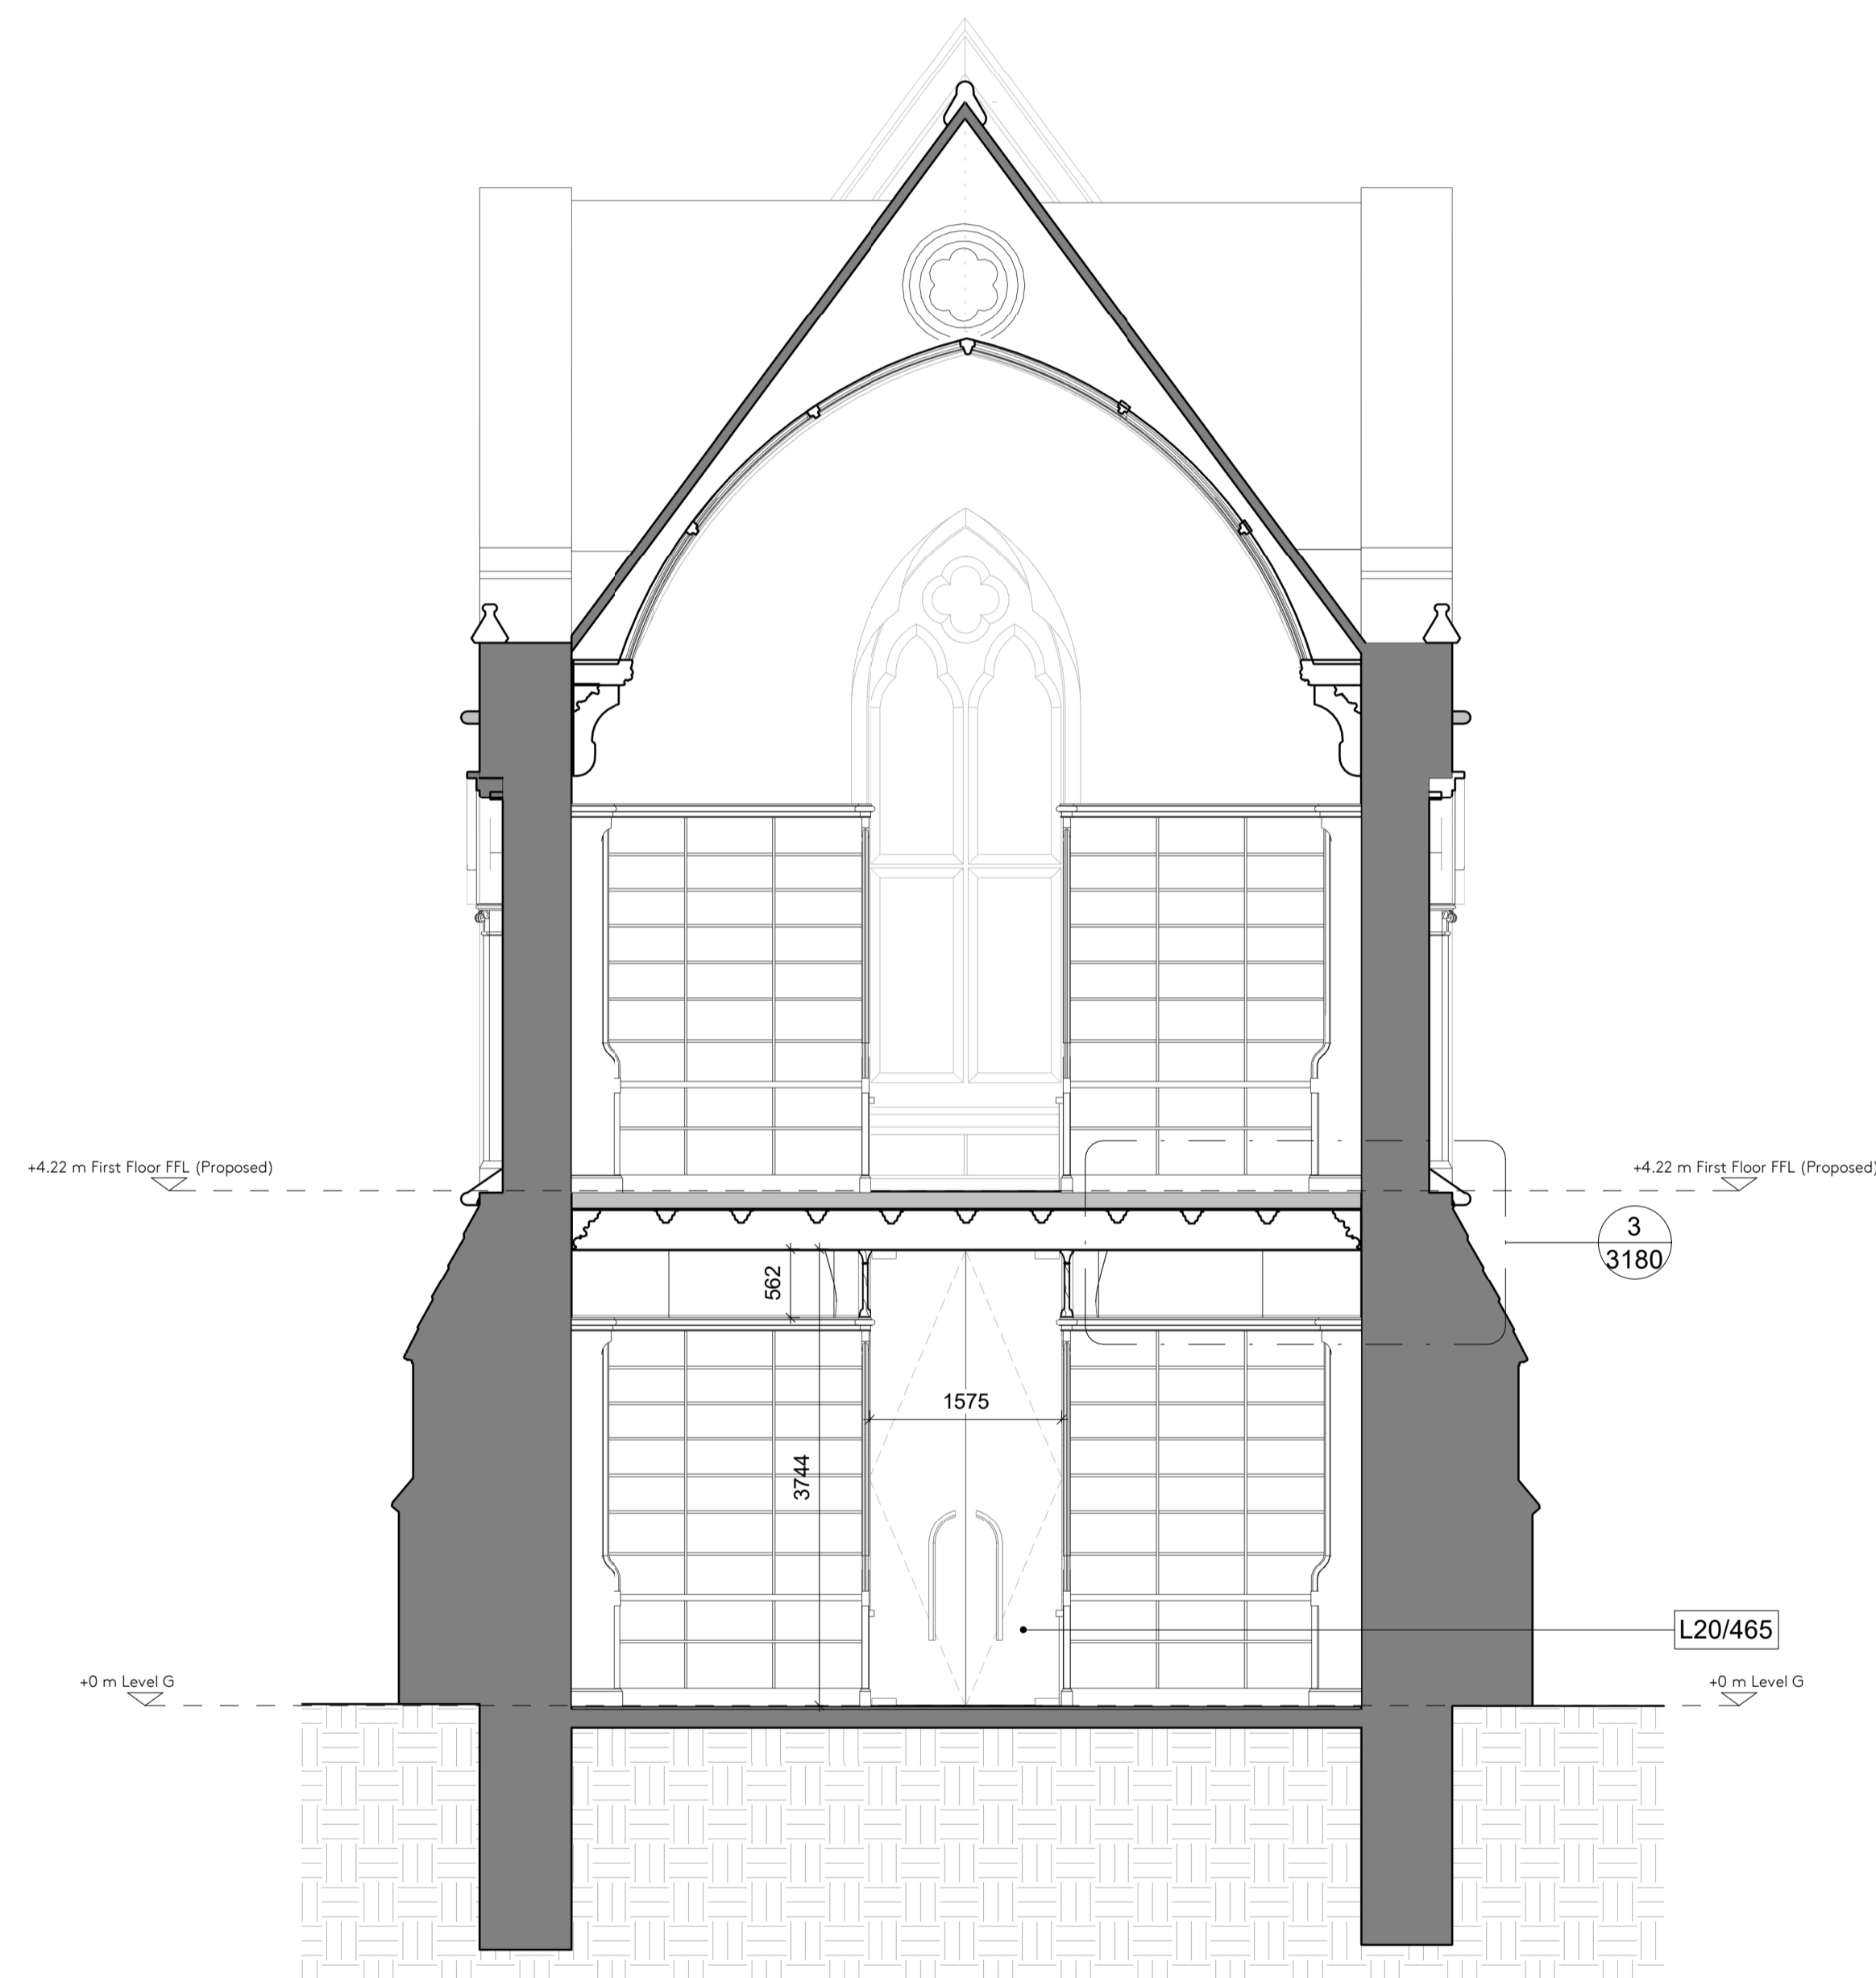 +4.22 m First Floor FFL (Proposed)
+4.22 m First Floor FFL (Proposed)
3
3180
562
1575
3744
L20/465
+0 m Level G
+0 m Level G